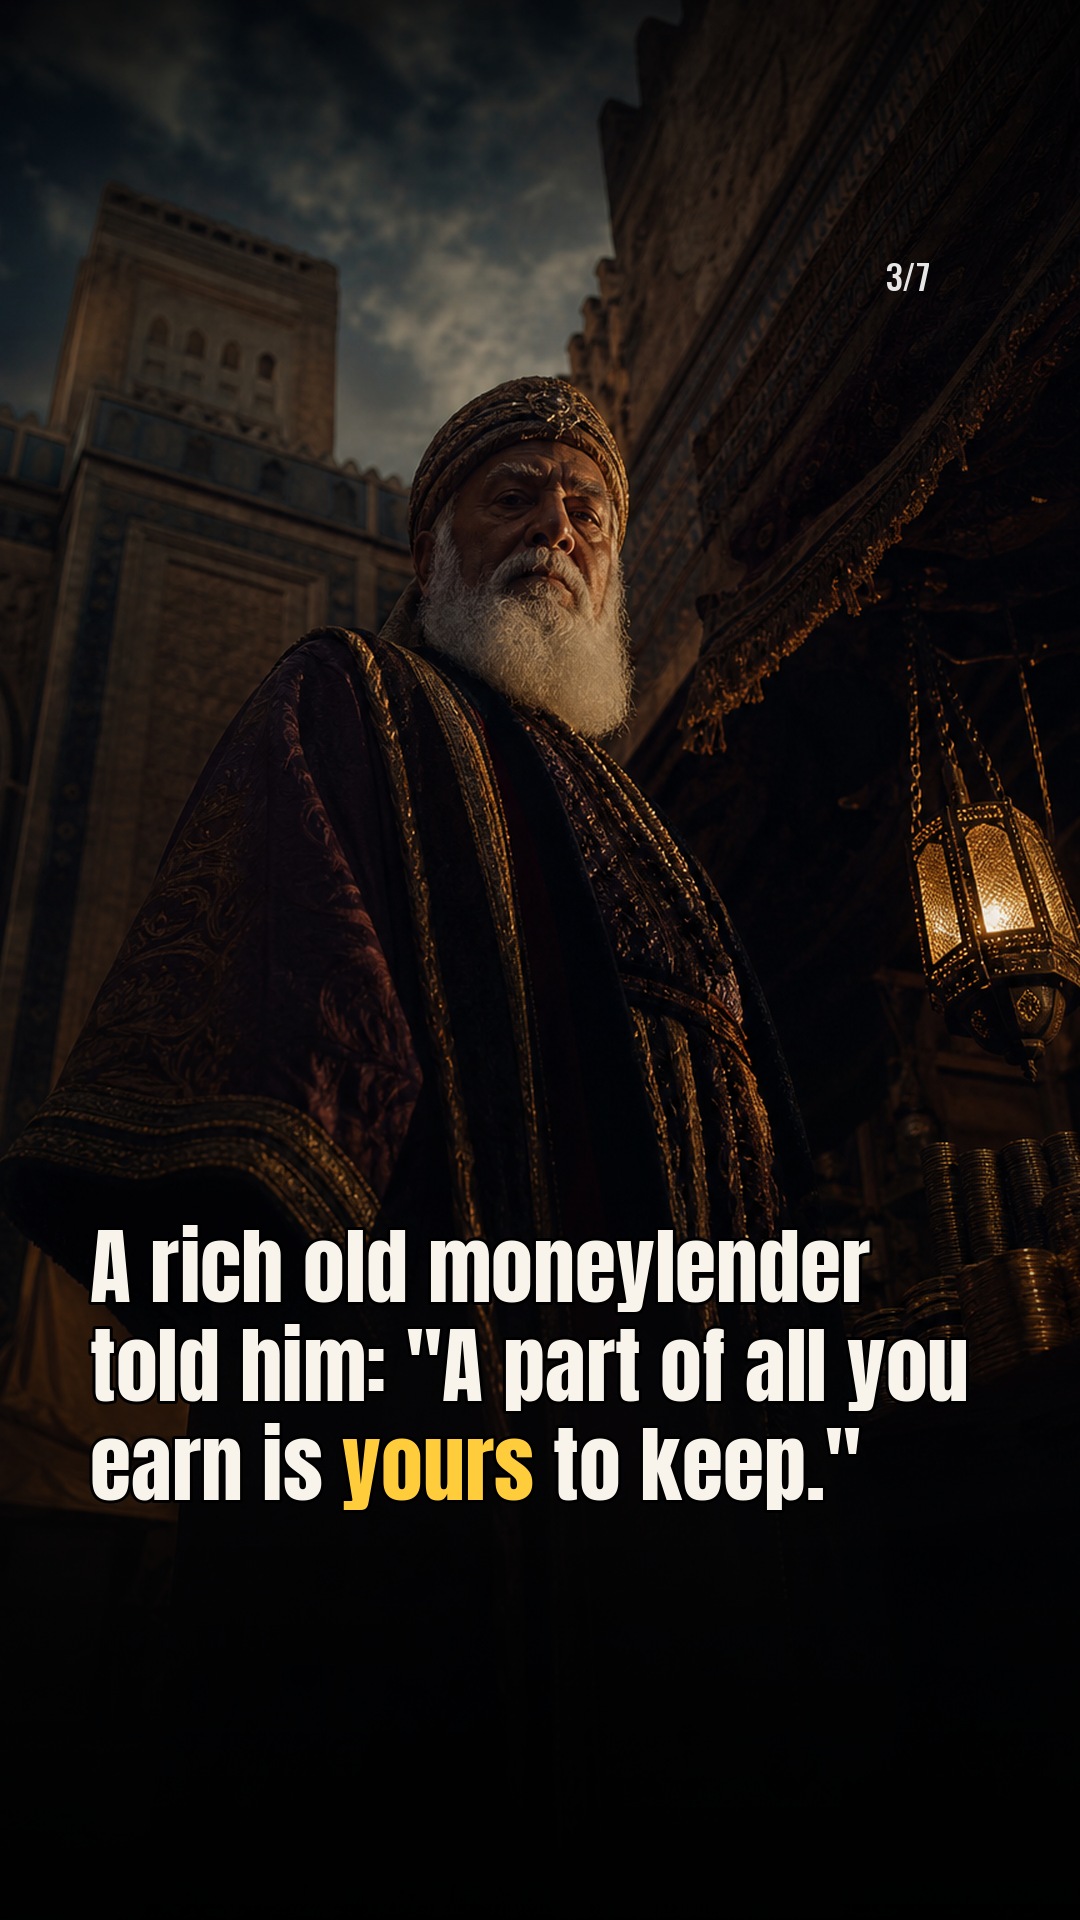 3/7
A rich old moneylender
told him: "A part of all you
earn is yours to keep."